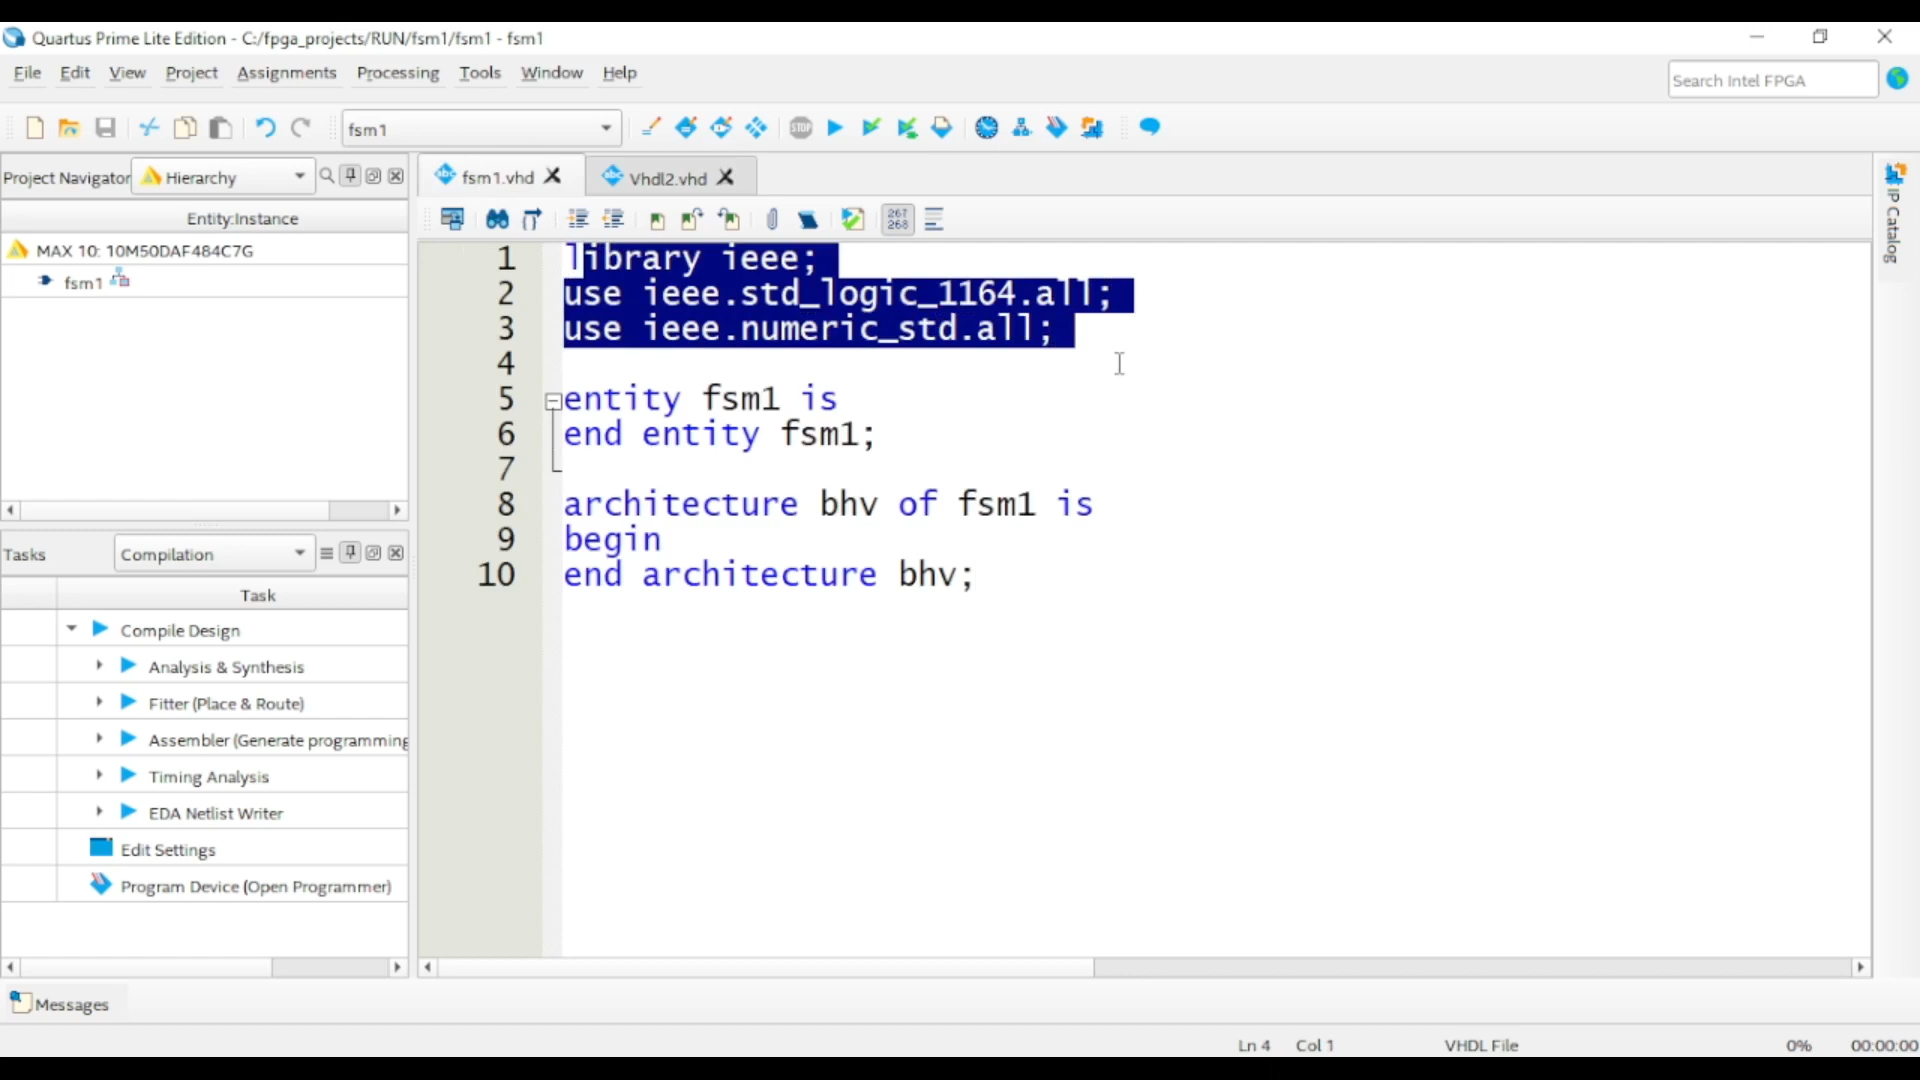 Quartus Prime Lite Edition - C:/fpga_projects/RUN/fsm1/fsm1 - fsm1
File Edit View Project Assignments Processing Tools Window Help
Search Intel FPGA
fsm1
STOP
Project Navigator Hierarchy
fsm1.vhd
Vhdl2.vhd
IP Catalog
Entity:Instance
267
268
MAX 10: 10M50DAF484C7G
fsm1
1 library ieee;
2 use ieee.std_logic_1164.all;
3 use ieee.numeric_std.all;
4
5 entity fsm1 is
6 end entity fsm1;
7
8 architecture bhv of fsm1 is
9 begin
10 end architecture bhv;
Tasks Compilation
Task
Compile Design
Analysis & Synthesis
Fitter (Place & Route)
Assembler (Generate programming
Timing Analysis
EDA Netlist Writer
Edit Settings
Program Device (Open Programmer)
Messages
Ln 4 Col 1 VHDL File 0% 00:00:00